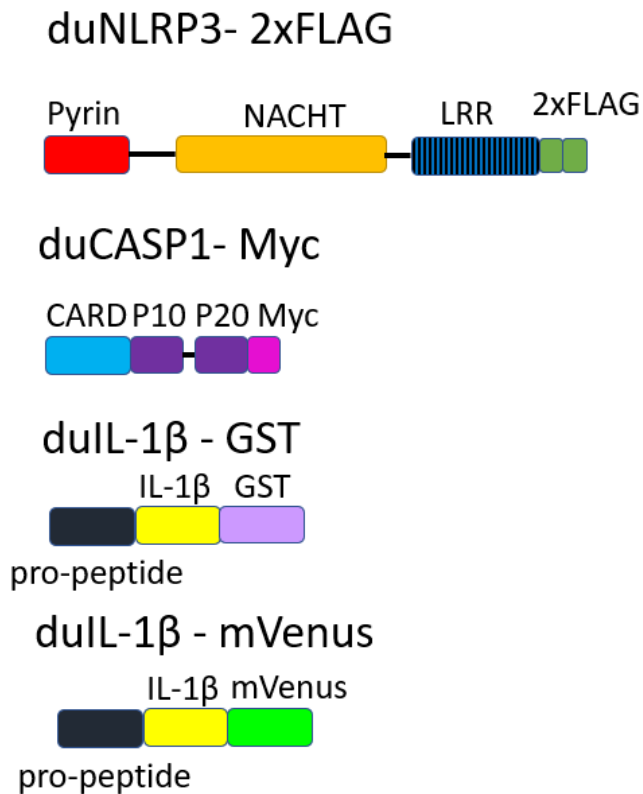 duNLRP3- 2xFLAG
Pyrin NACHT LRR 2xFLAG
duCASP1- Myc
CARD P10 P20 Myc
duIL-1β - GST
IL-1β GST
pro-peptide
duIL-1β - mVenus
IL-1β mVenus
pro-peptide